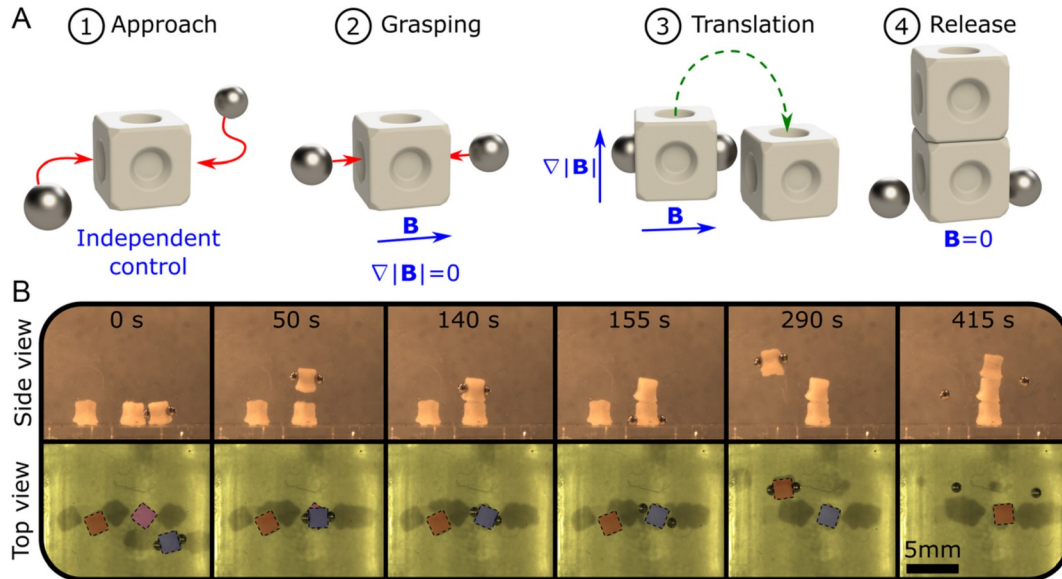 A
1 Approach
2 Grasping
3 Translation
4 Release
Independent
control
B
∇|B|=0
∇|B|
B
B=0
B
0 s
50 s
140 s
155 s
290 s
415 s
Side view
Top view
5mm